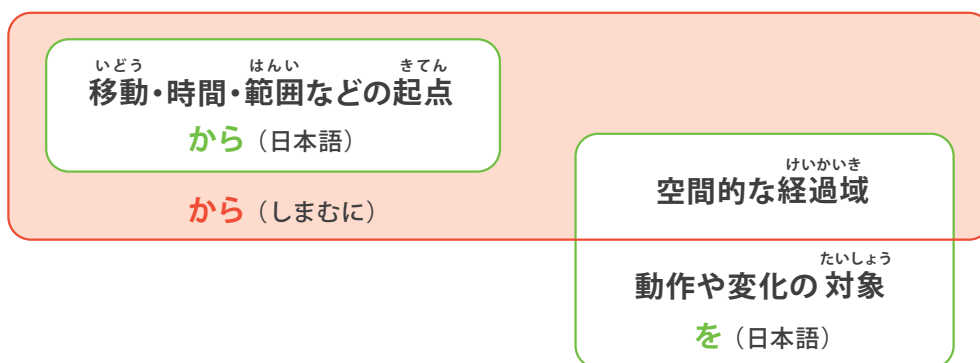 いどう はんい きてん
移動・時間・範囲などの起点
から（日本語）
から（しまむに）
けいかいき
空間的な経過域
たいしょう
動作や変化の対象
を（日本語）